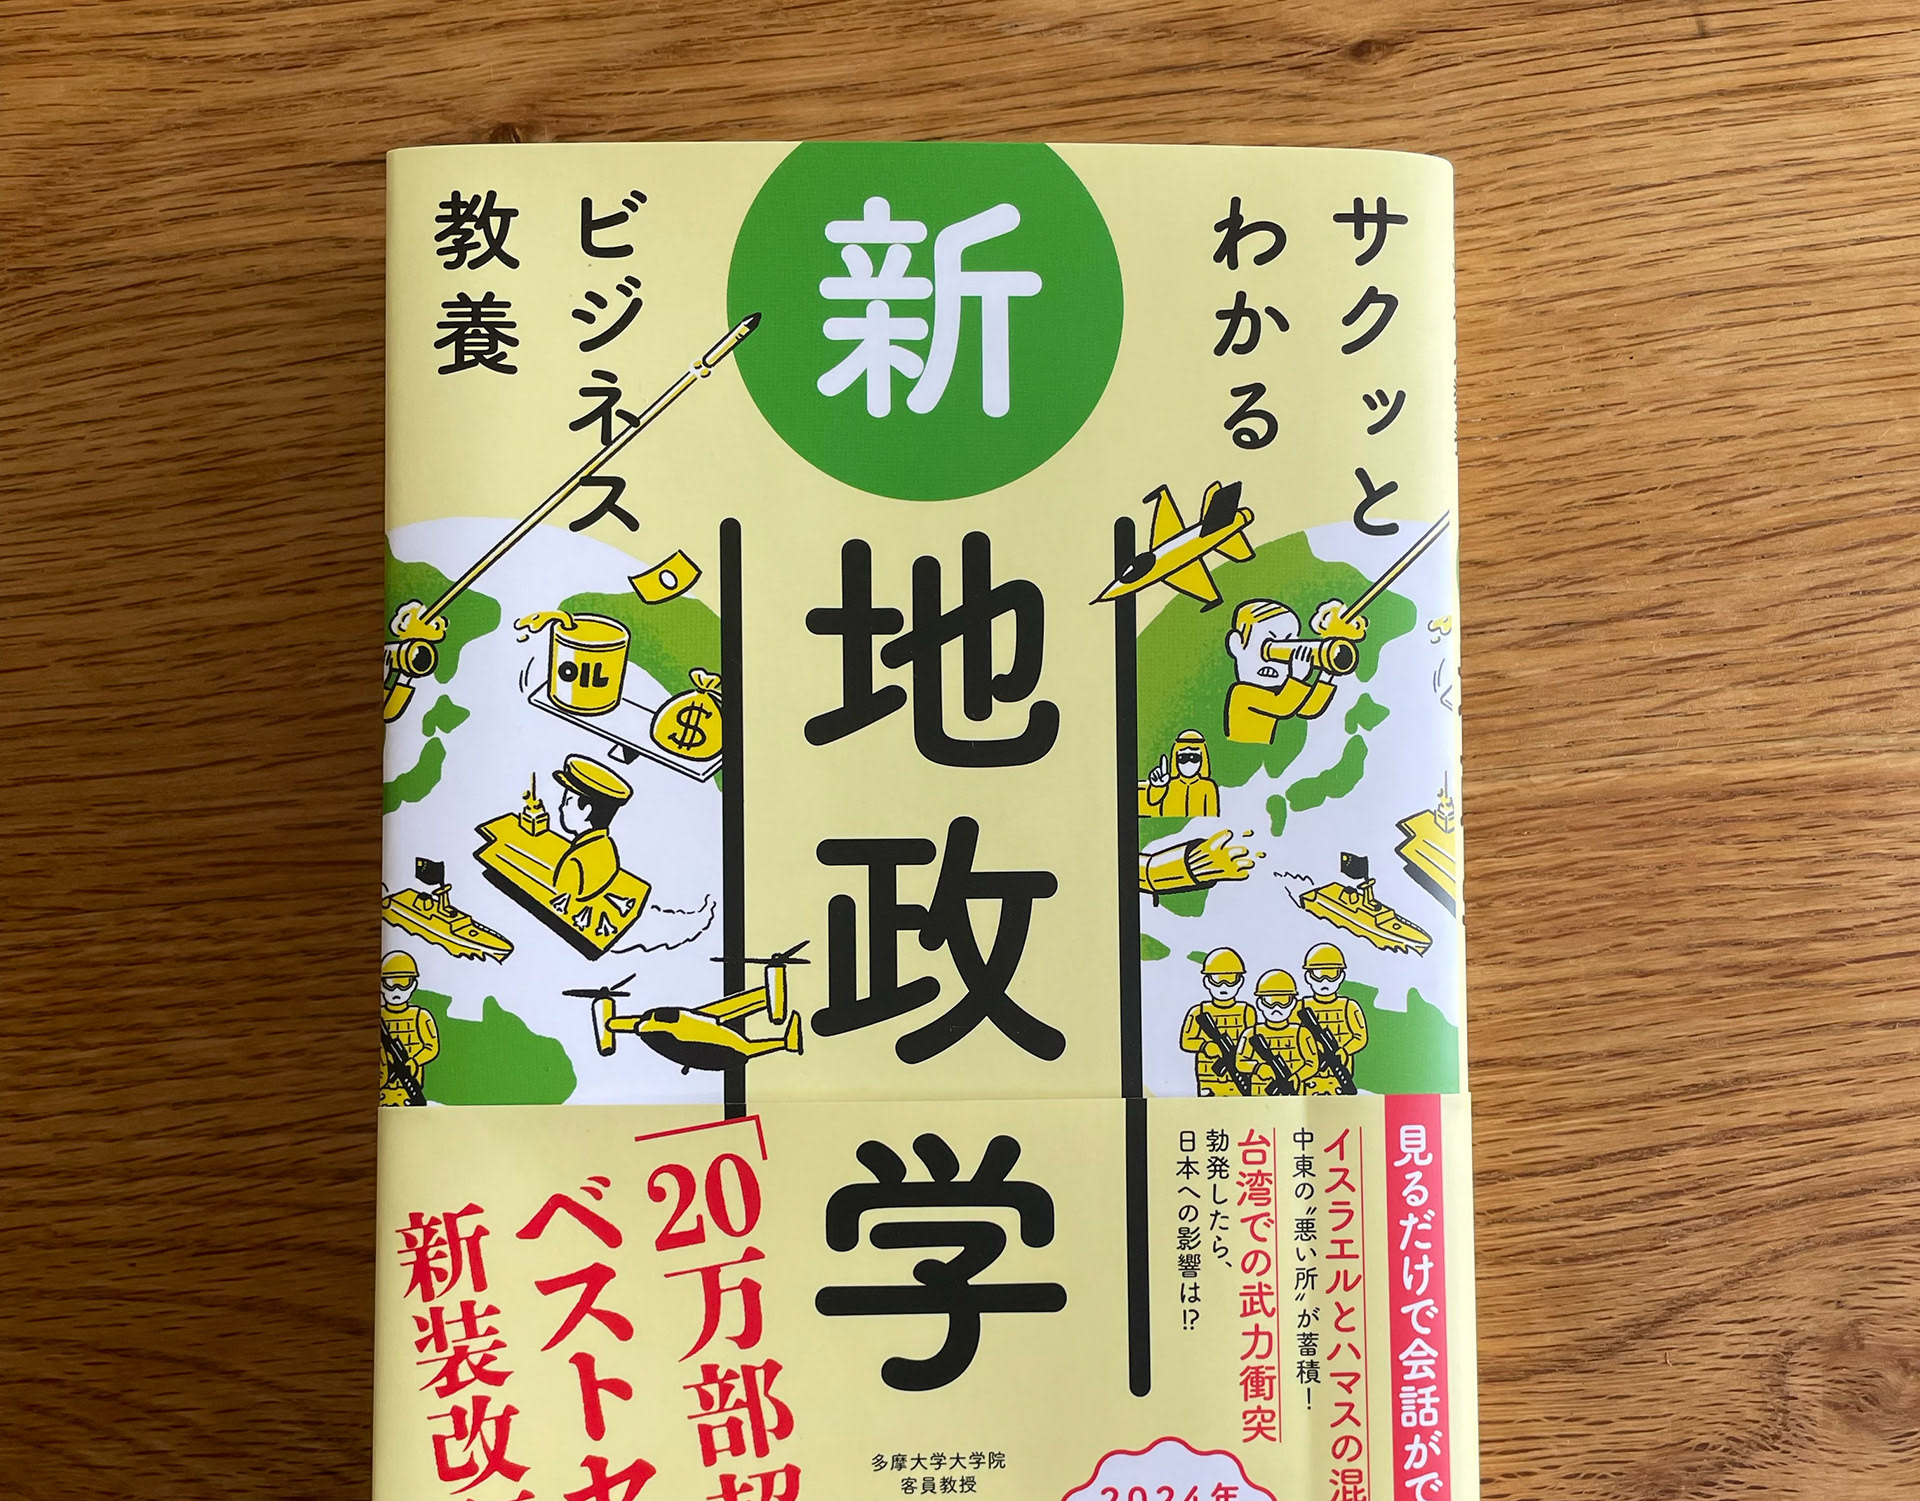 サクッと
わかる
ビジネス
教養
新
地政学
OIL
$
見るだけで会話がで
イスラエルとハマスの混
中東の〝悪い所〟が蓄積！
台湾での武力衝突
勃発したら、
日本への影響は!?
「20万部超
ベストセ
新装改
多摩大学大学院
客員教授
2024年